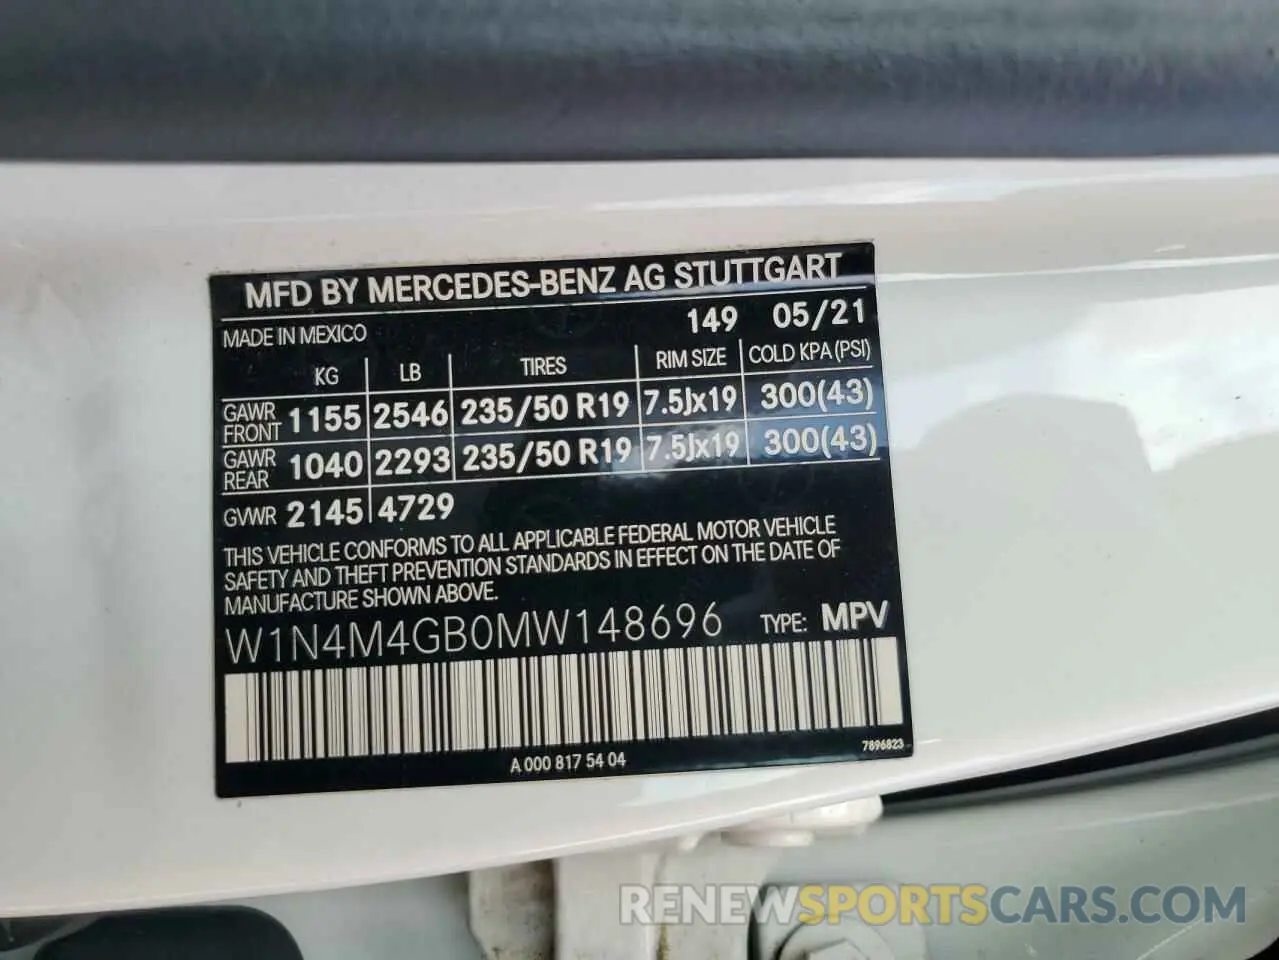 MFD BY MERCEDES-BENZ AG STUTTGART
MADE IN MEXICO 149 05/21
KG LB TIRES RIM SIZE COLD KPA (PSI)
GAWR FRONT 1155 2546 235/50 R19 7.5Jx19 300(43)
GAWR REAR 1040 2293 235/50 R19 7.5Jx19 300(43)
GVWR 2145 4729
THIS VEHICLE CONFORMS TO ALL APPLICABLE FEDERAL MOTOR VEHICLE
SAFETY AND THEFT PREVENTION STANDARDS IN EFFECT ON THE DATE OF
MANUFACTURE SHOWN ABOVE.
W1N4M4GB0MW148696 TYPE: MPV
A 000 817 54 04 7896823
RENEWSPORTSCARS.COM